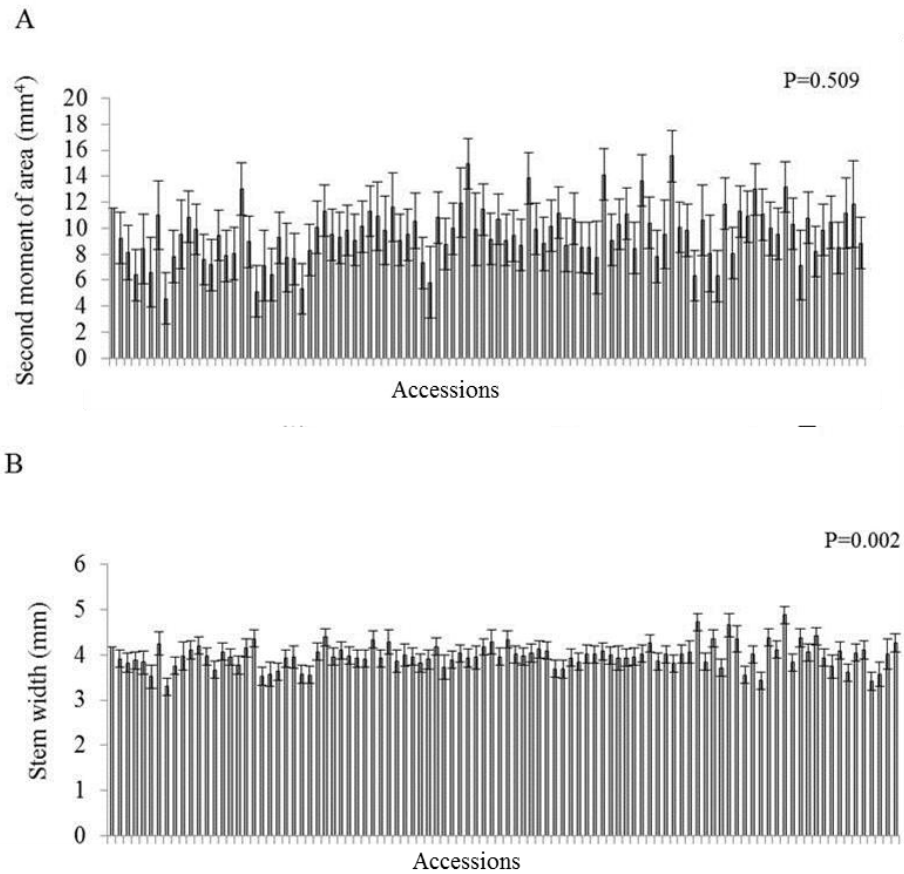 A
P=0.509
Second moment of area (mm⁴)
20
18
16
14
12
10
8
6
4
2
0
Accessions
B
P=0.002
Stem width (mm)
6
5
4
3
2
1
0
Accessions